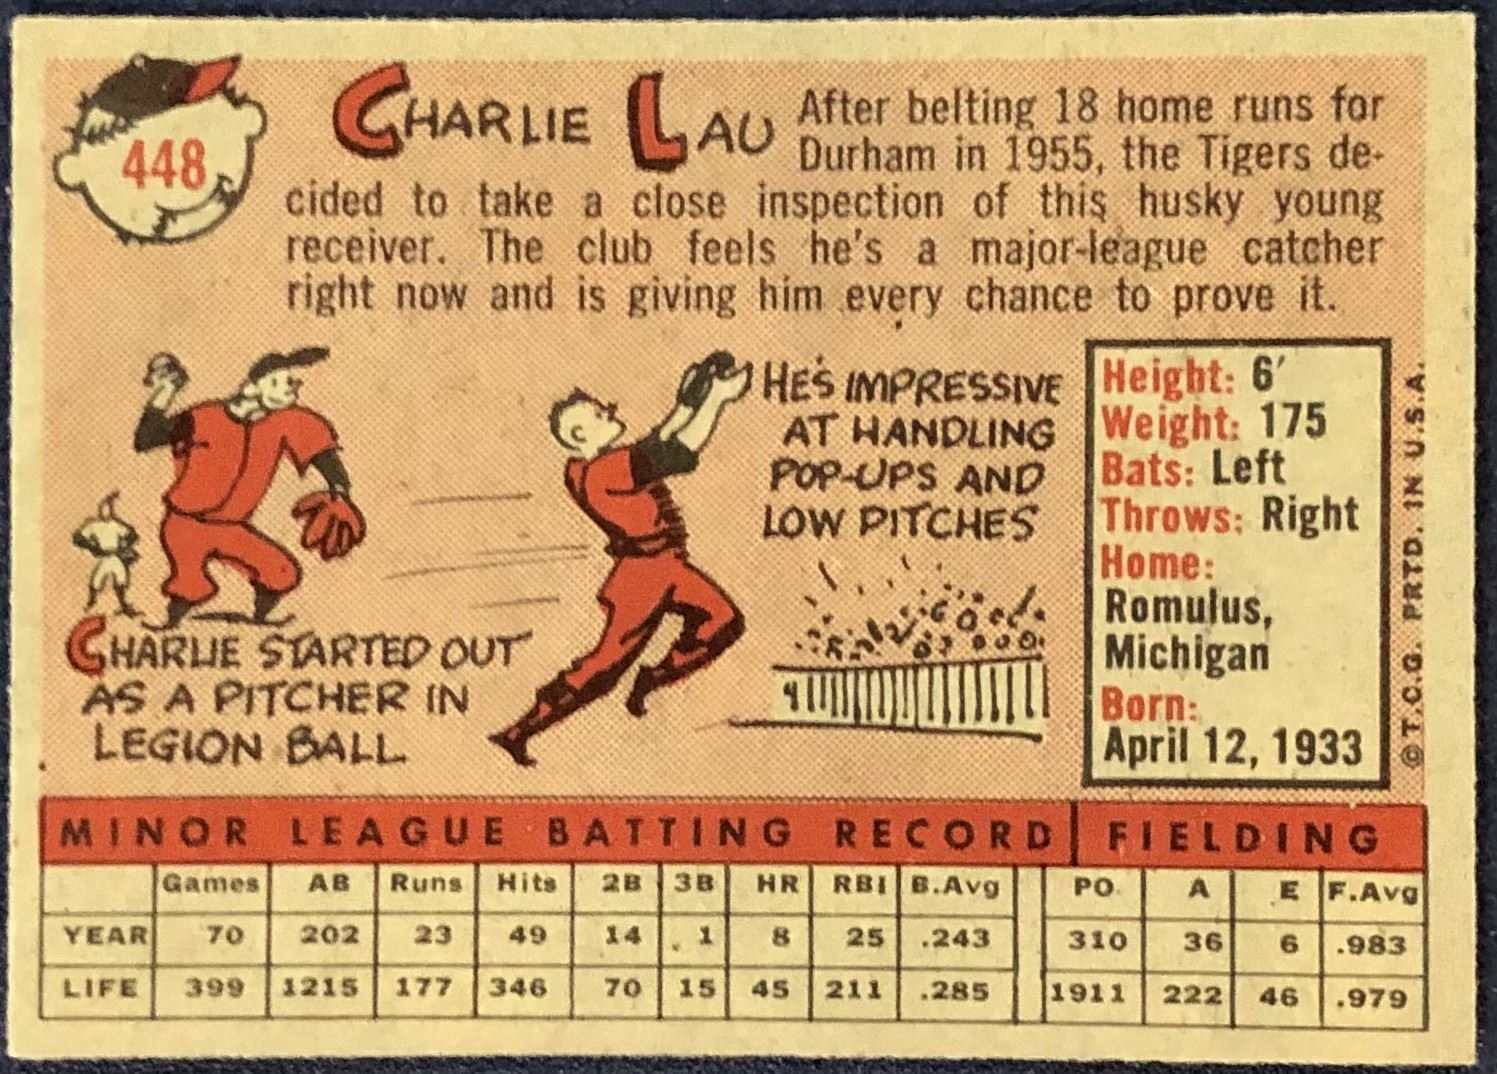 448
CHARLIE LAU
After belting 18 home runs for
Durham in 1955, the Tigers de-
cided to take a close inspection of this husky young
receiver. The club feels he's a major-league catcher
right now and is giving him every chance to prove it.
HE'S IMPRESSIVE
AT HANDLING
POP-UPS AND
LOW PITCHES
CHARLIE STARTED OUT
AS A PITCHER IN
LEGION BALL
Height: 6′
Weight: 175
Bats: Left
Throws: Right
Home:
Romulus,
Michigan
Born:
April 12, 1933
©T.C.G. PRTD. IN U.S.A.
MINOR LEAGUE BATTING RECORD FIELDING
Games AB Runs Hits 2B 3B HR RBI B.Avg PO A E F.Avg
YEAR 70 202 23 49 14 1 8 25 .243 310 36 6 .983
LIFE 399 1215 177 346 70 15 45 211 .285 1911 222 46 .979